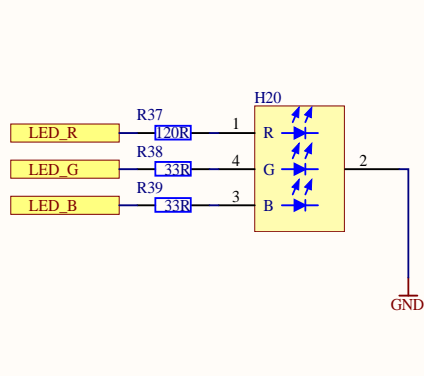 H20
R37
LED_R 120R 1 R
R38
LED_G 33R 4 G 2
R39
LED_B 33R 3 B
GND